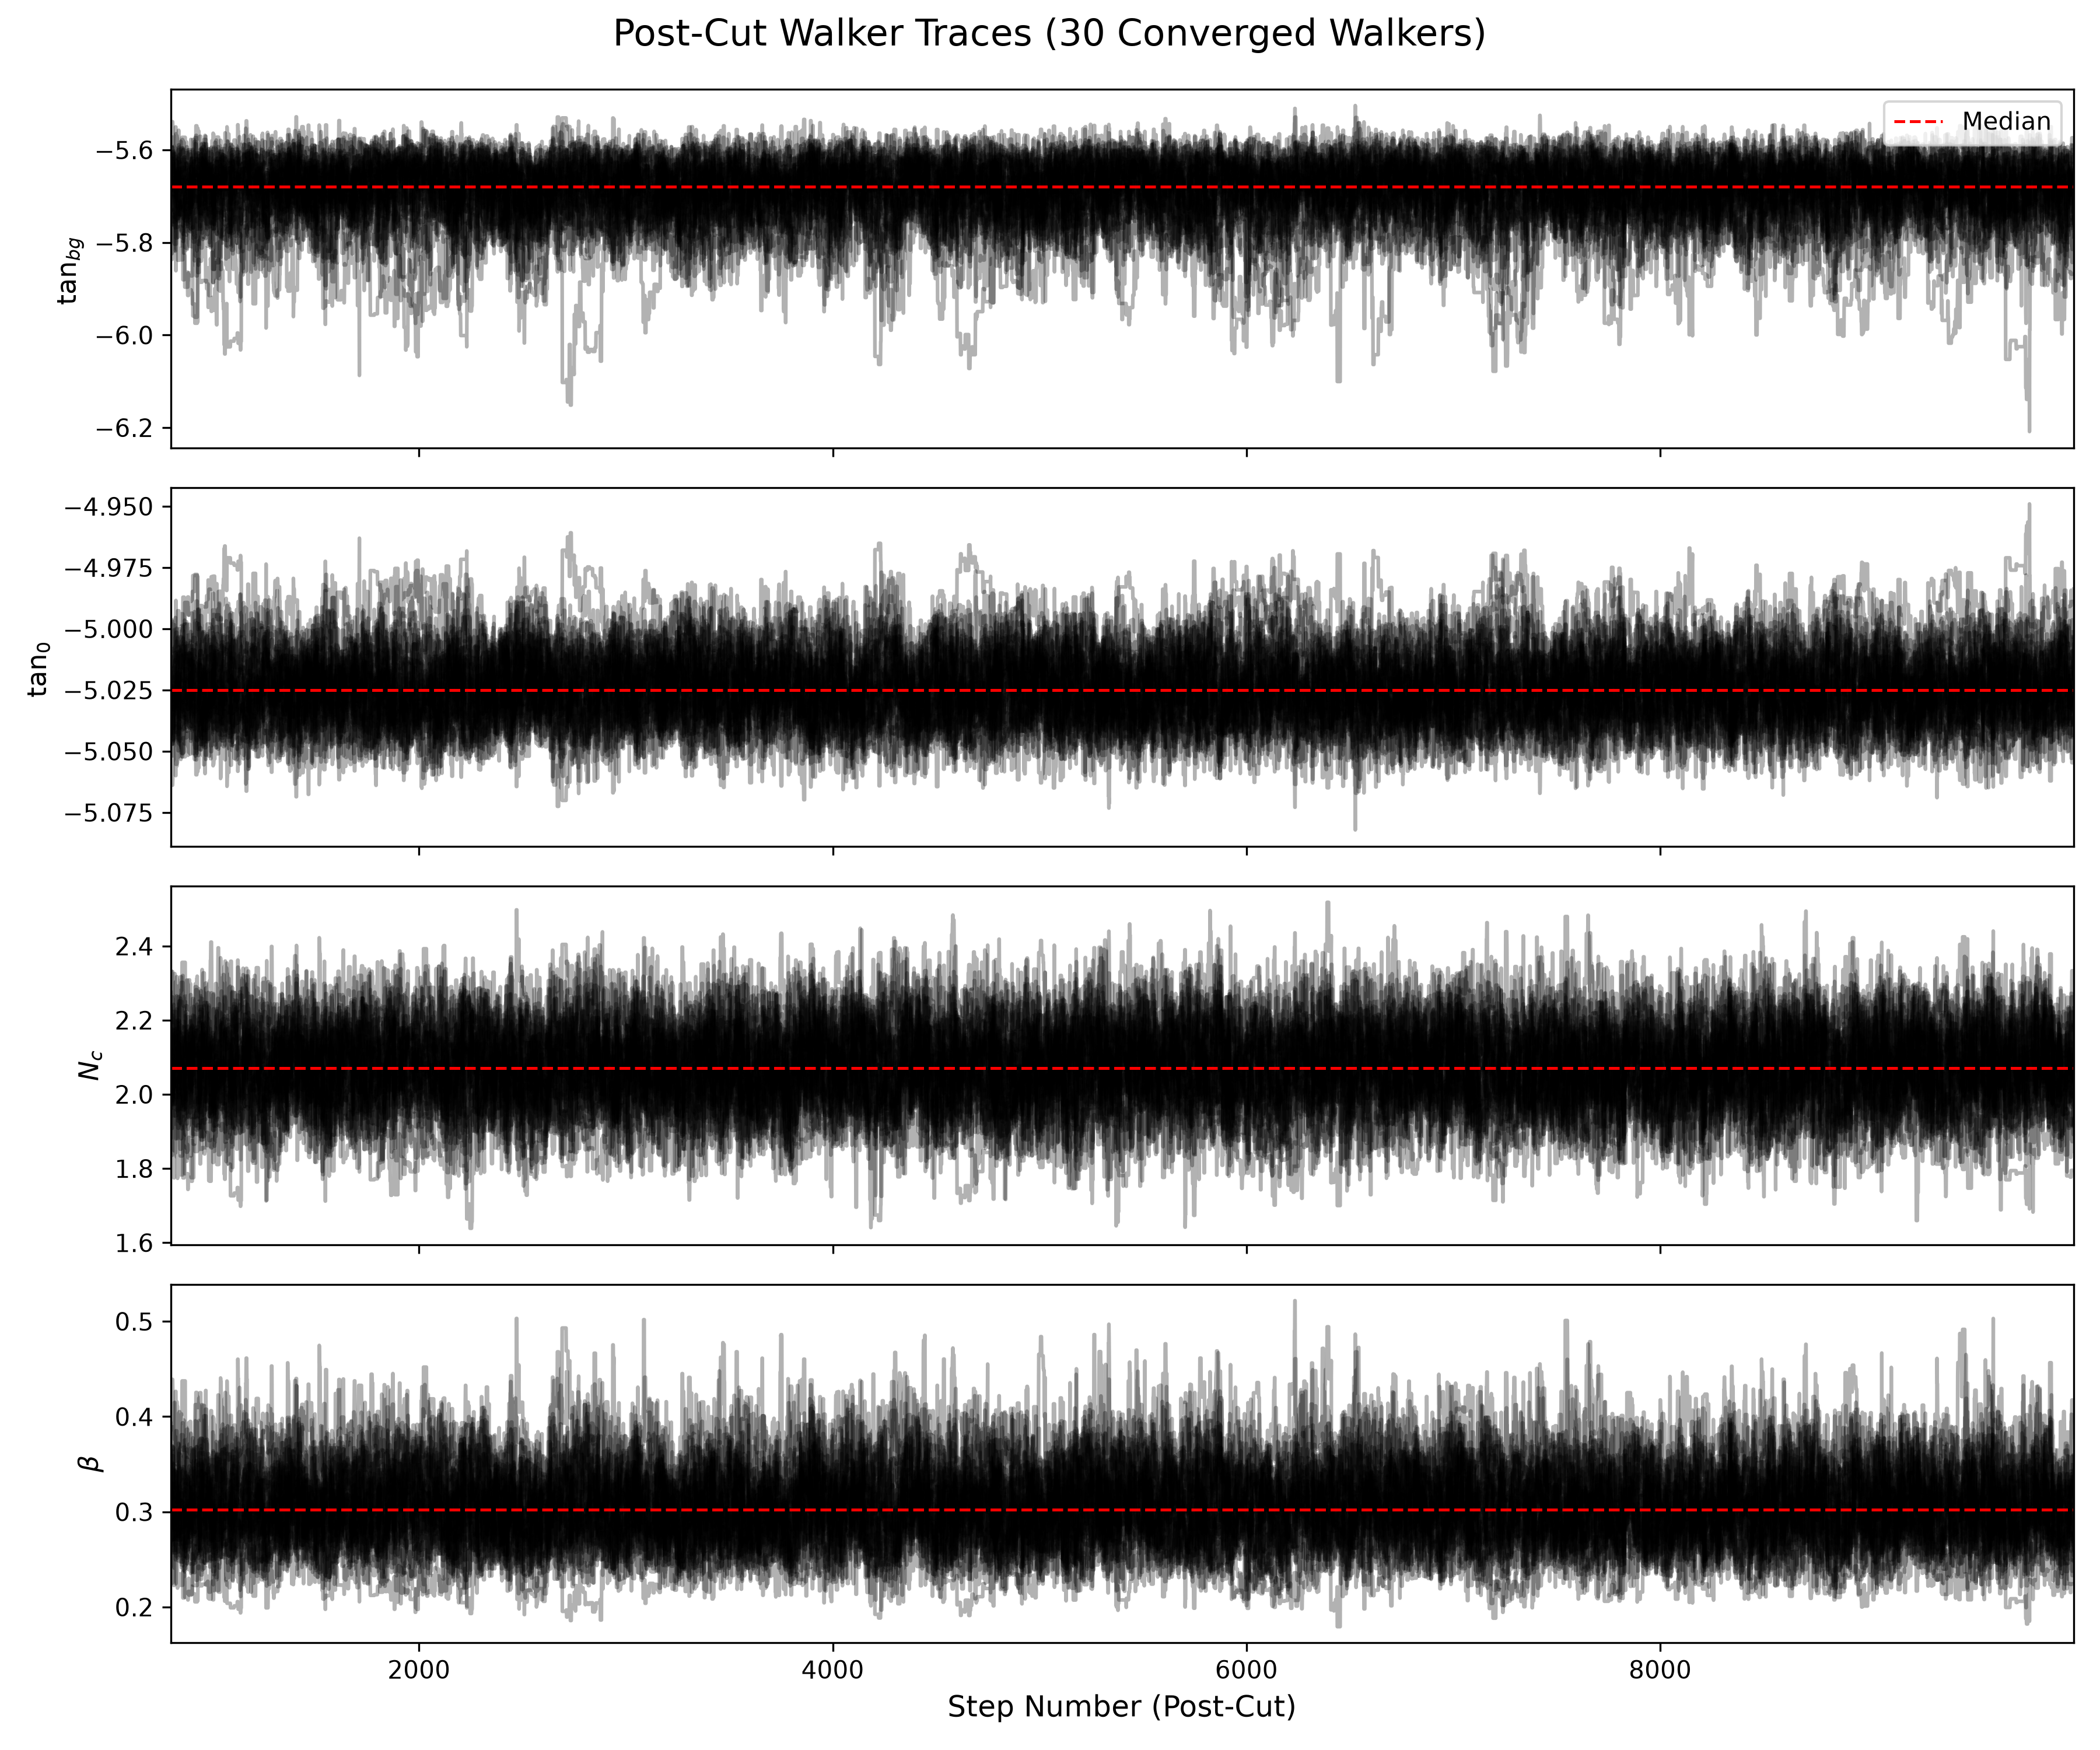 Post-Cut Walker Traces (30 Converged Walkers)
Median
−5.6
−5.8
−6.0
−6.2
tan_bg
−4.950
−4.975
−5.000
−5.025
−5.050
−5.075
tan_0
2.4
2.2
2.0
1.8
1.6
N_c
0.5
0.4
0.3
0.2
β
2000 4000 6000 8000
Step Number (Post-Cut)